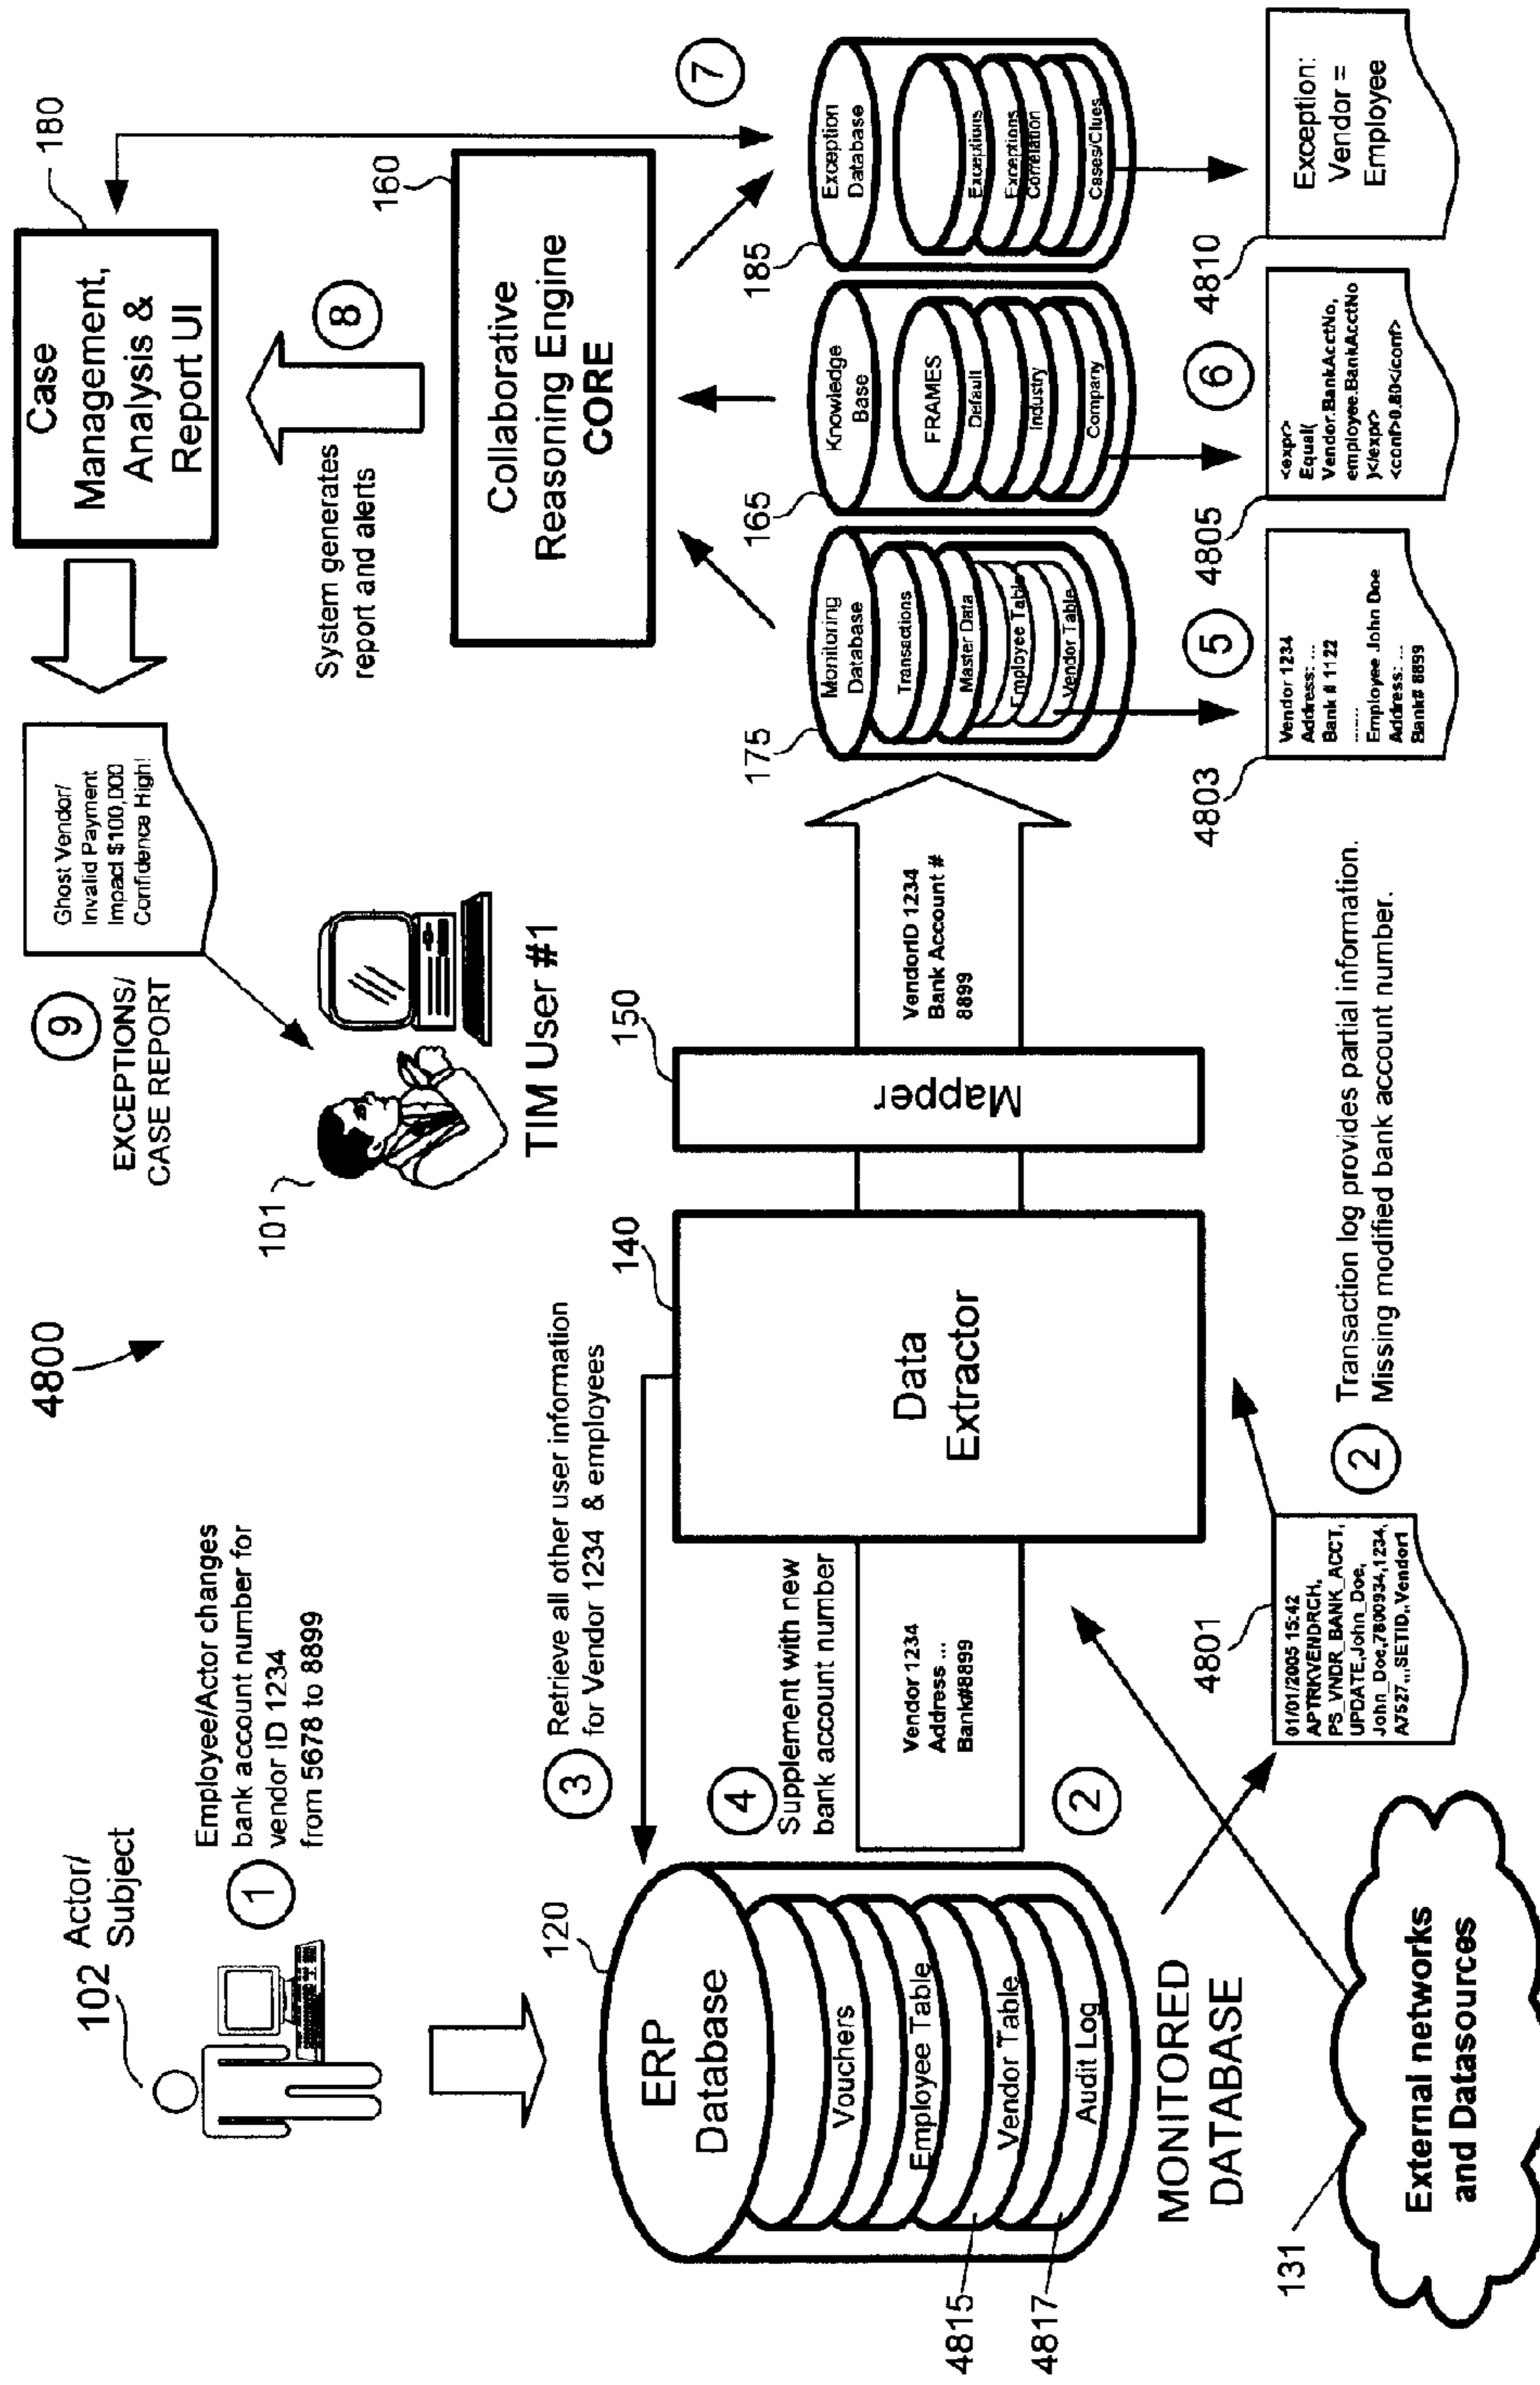 4800
102
Actor/
Subject
1
Employee/Actor changes
bank account number for
vendor ID 1234
from 5678 to 8899
120
ERP
Database
Vouchers
Employee Table
Vendor Table
Audit Log
4815
4817
MONITORED
DATABASE
131
External networks
and Datasources
3
Retrieve all other user information
for Vendor 1234 & employees
4
Supplement with new
bank account number
Vendor 1234
Address ...
Bank#8899
2
4801
01/01/2005 15:42
APTRKVENDRCH,
PS_VNDR_BANK_ACCT,
UPDATE,John_Doe,
John_Doe,7800934,1234,
A7527,,,SETID,,Vendor1
2
Transaction log provides partial information.
Missing modified bank account number.
140
Data
Extractor
150
Mapper
VendorID 1234
Bank Account #
8899
101
TIM User #1
9
EXCEPTIONS/
CASE REPORT
Ghost Vendor/
Invalid Payment
Impact $100,000
Confidence High!
180
Case
Management,
Analysis &
Report UI
8
System generates
report and alerts
160
Collaborative
Reasoning Engine
CORE
7
175
Monitoring
Database
Transactions
Master Data
Employee Table
Vendor Table
165
Knowledge
Base
FRAMES
Default
Industry
Company
185
Exception
Database
Exceptions
Exceptions
Correlation
Cases/Clues
5
4803
Vendor 1234
Address: ...
Bank # 1122
......
Employee John Doe
Address: ...
Bank# 8899
6
4805
<expr>
Equal(
Vendor.BankAcctNo,
employee.BankAcctNo
)</expr>
<conf>0.80</conf>
4810
Exception:
Vendor =
Employee